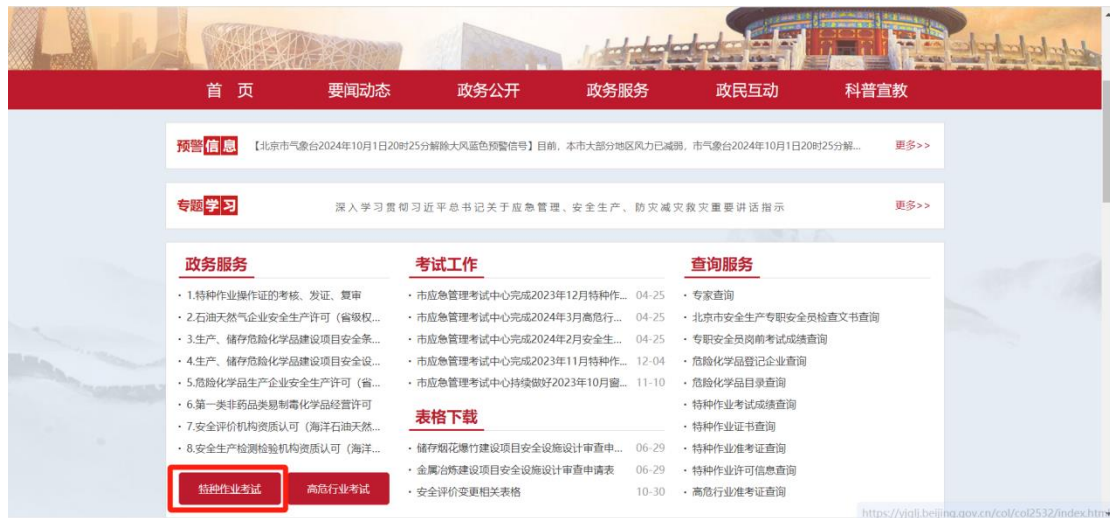 首 页 要闻动态 政务公开 政务服务 政民互动 科普宣教
预警信息 【北京市气象台2024年10月1日20时25分解除大风蓝色预警信号】目前，本市大部分地区风力已减弱，市气象台2024年10月1日20时25分解... 更多>>
专题学习 深入学习贯彻习近平总书记关于应急管理、安全生产、防灾减灾救灾重要讲话指示 更多>>
政务服务
· 1.特种作业操作证的考核、发证、复审
· 2.石油天然气企业安全生产许可（省级权...
· 3.生产、储存危险化学品建设项目安全条...
· 4.生产、储存危险化学品建设项目安全设...
· 5.危险化学品生产企业安全生产许可（省...
· 6.第一类非药品类易制毒化学品经营许可
· 7.安全评价机构资质认可（海洋石油天然...
· 8.安全生产检测检验机构资质认可（海洋...
特种作业考试 高危行业考试
考试工作
· 市应急管理考试中心完成2023年12月特种作... 04-25
· 市应急管理考试中心完成2024年3月高危行... 04-25
· 市应急管理考试中心完成2024年2月安全生... 04-25
· 市应急管理考试中心完成2023年11月特种作... 12-04
· 市应急管理考试中心持续做好2023年10月窗... 11-10
表格下载
· 储存烟花爆竹建设项目安全设施设计审查申... 06-29
· 金属冶炼建设项目安全设施设计审查申请表 06-29
· 安全评价变更相关表格 10-30
查询服务
· 专家查询
· 北京市安全生产专职安全员检查文书查询
· 专职安全员岗前考试成绩查询
· 危险化学品登记企业查询
· 危险化学品目录查询
· 特种作业考试成绩查询
· 特种作业证书查询
· 特种作业准考证查询
· 特种作业许可信息查询
· 高危行业准考证查询
https://yjglj.beijing.gov.cn/col/col2532/index.htm